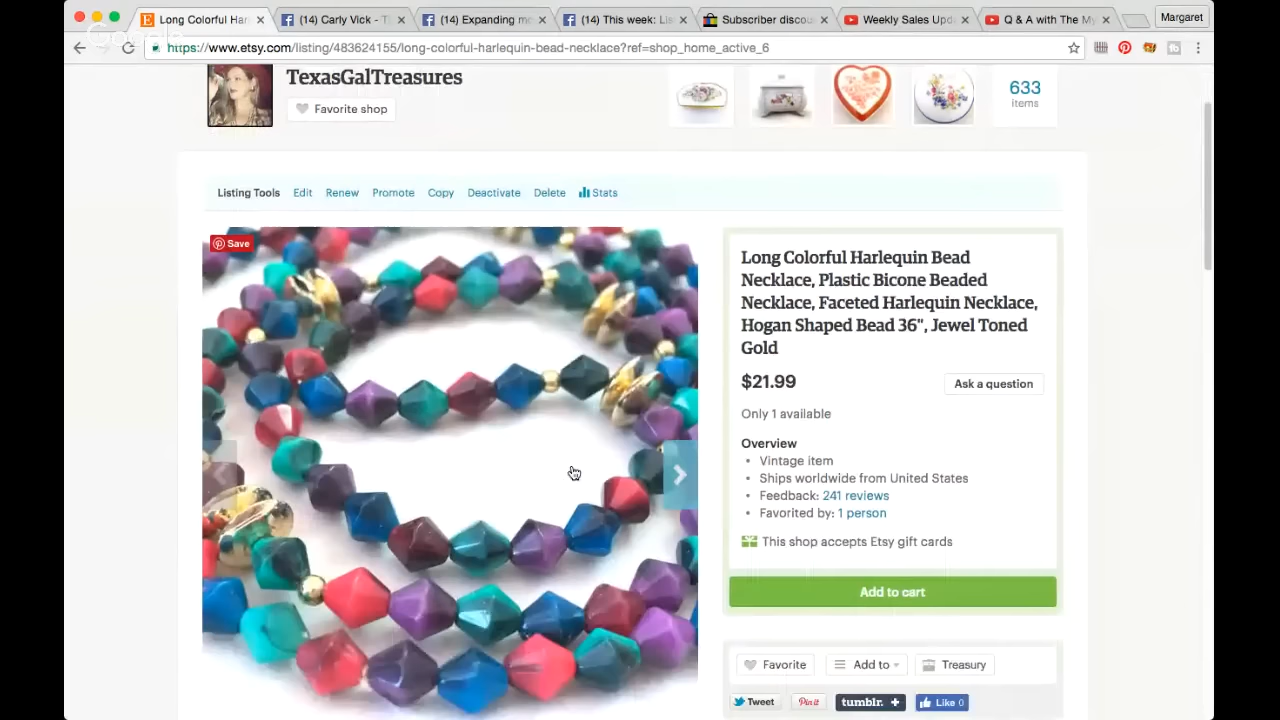 Long Colorful Har
(14) Carly Vick - T
(14) Expanding me
(14) This week: Lis
Subscriber discou
Weekly Sales Upd
Q & A with The My
Margaret
Google
https://www.etsy.com/listing/483624155/long-colorful-harlequin-bead-necklace?ref=shop_home_active_6
TexasGalTreasures
Favorite shop
633
items
Listing Tools Edit Renew Promote Copy Deactivate Delete Stats
Save
Long Colorful Harlequin Bead
Necklace, Plastic Bicone Beaded
Necklace, Faceted Harlequin Necklace,
Hogan Shaped Bead 36", Jewel Toned
Gold
$21.99
Ask a question
Only 1 available
Overview
• Vintage item
• Ships worldwide from United States
• Feedback: 241 reviews
• Favorited by: 1 person
This shop accepts Etsy gift cards
Add to cart
Favorite
Add to
Treasury
Tweet
Pin it
tumblr. +
Like 0